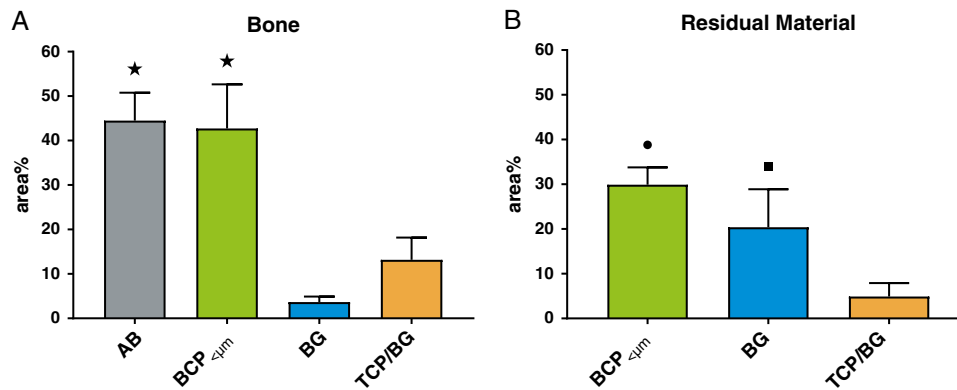 A
Bone
area%
60
50
40
30
20
10
0
AB
BCP <µm
BG
TCP/BG
B
Residual Material
area%
60
50
40
30
20
10
0
BCP <µm
BG
TCP/BG